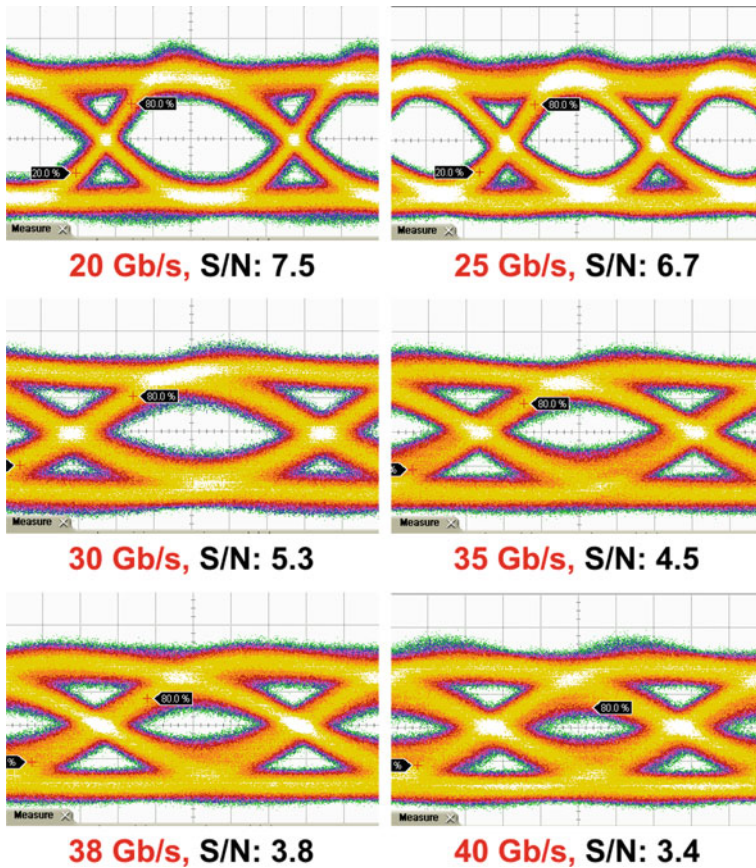 80.0 %
20.0 %
Measure
20 Gb/s, S/N: 7.5
80.0 %
20.0 %
Measure
25 Gb/s, S/N: 6.7
80.0 %
Measure
30 Gb/s, S/N: 5.3
80.0 %
%
Measure
35 Gb/s, S/N: 4.5
80.0 %
%
Measure
38 Gb/s, S/N: 3.8
80.0 %
%
Measure
40 Gb/s, S/N: 3.4